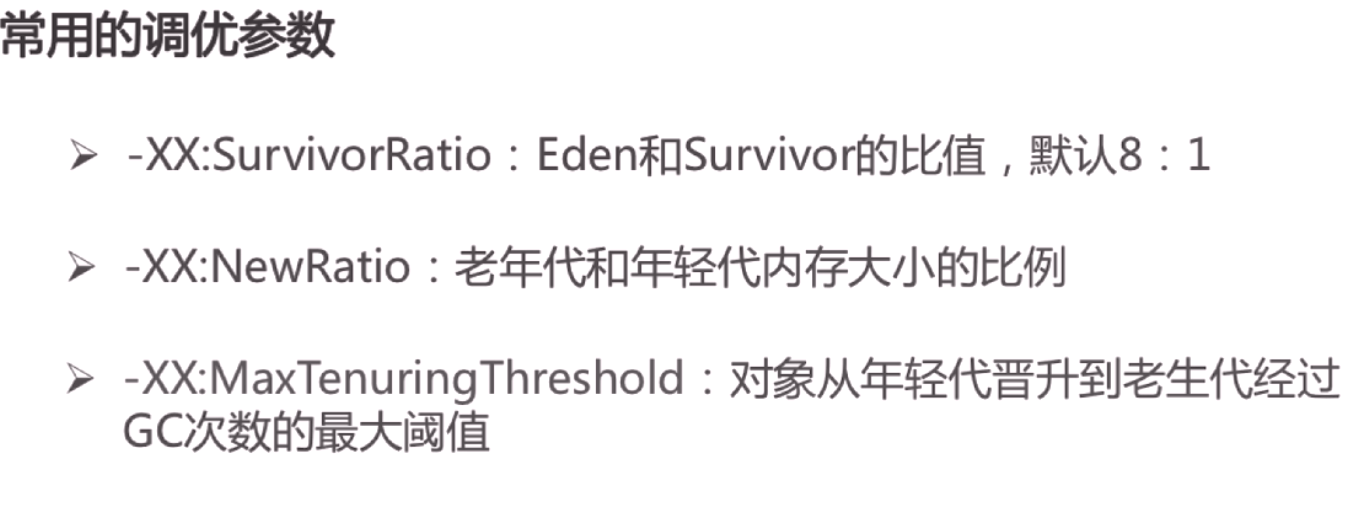 常用的调优参数
➢ -XX:SurvivorRatio：Eden和Survivor的比值，默认8：1
➢ -XX:NewRatio：老年代和年轻代内存大小的比例
➢ -XX:MaxTenuringThreshold：对象从年轻代晋升到老生代经过
GC次数的最大阈值